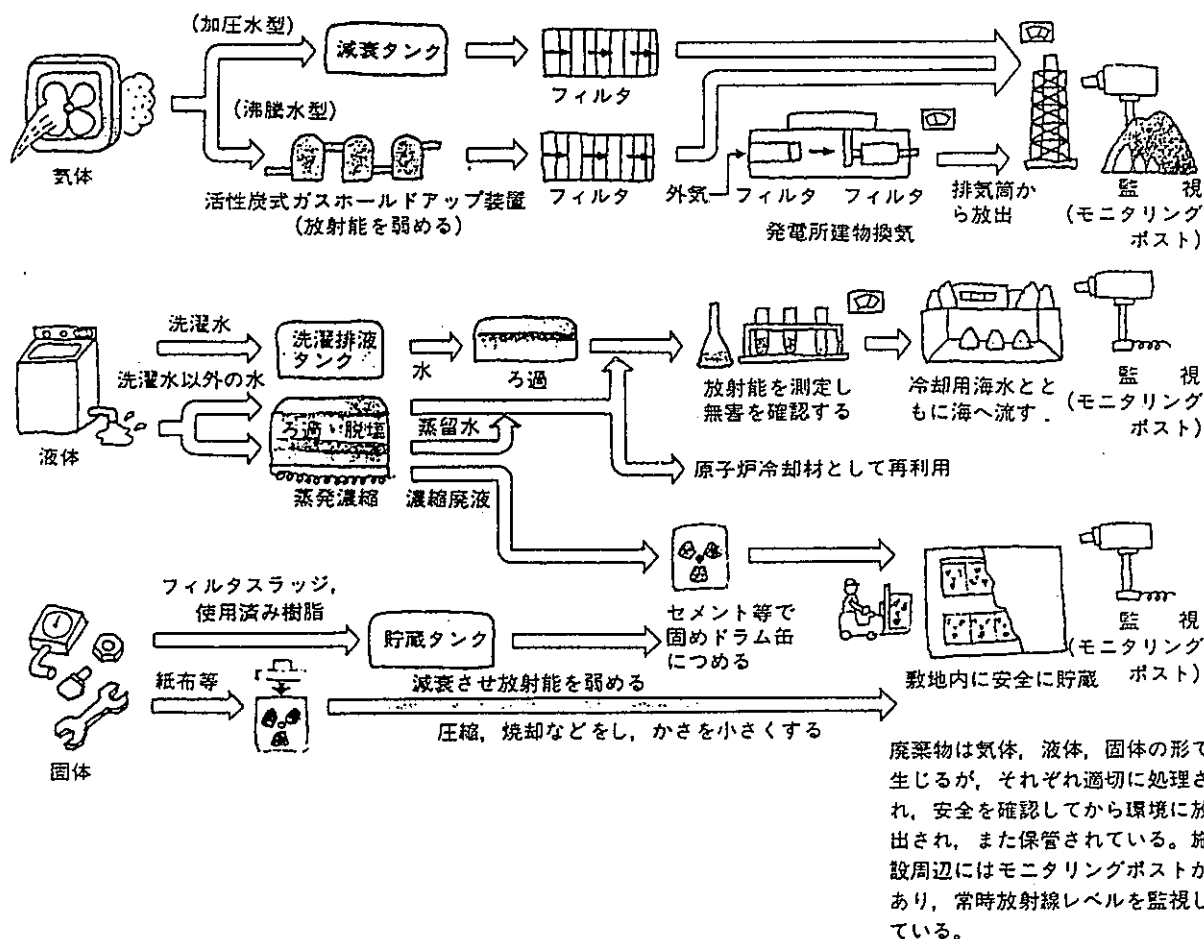 (加圧水型)
減衰タンク
フィルタ
気体
(沸騰水型)
活性炭式ガスホールドアップ装置
(放射能を弱める)
フィルタ
外気
フィルタ
フィルタ
発電所建物換気
排気筒か
ら放出
監視
(モニタリング
ポスト)
液体
洗濯水
洗濯排液
タンク
水
ろ過
洗濯水以外の水
ろ過い脱塩
蒸発濃縮
蒸留水
濃縮廃液
放射能を測定し
無害を確認する
冷却用海水とと
もに海へ流す.
監視
(モニタリング
ポスト)
原子炉冷却材として再利用
固体
フィルタスラッジ,
使用済み樹脂
貯蔵タンク
減衰させ放射能を弱める
セメント等で
固めドラム缶
につめる
紙布等
圧縮, 焼却などをし, かさを小さくする
敷地内に安全に貯蔵
監視
(モニタリング
ポスト)
廃棄物は気体, 液体, 固体の形で
生じるが, それぞれ適切に処理さ
れ, 安全を確認してから環境に放
出され, また保管されている。施
設周辺にはモニタリングポストが
あり, 常時放射線レベルを監視し
ている。